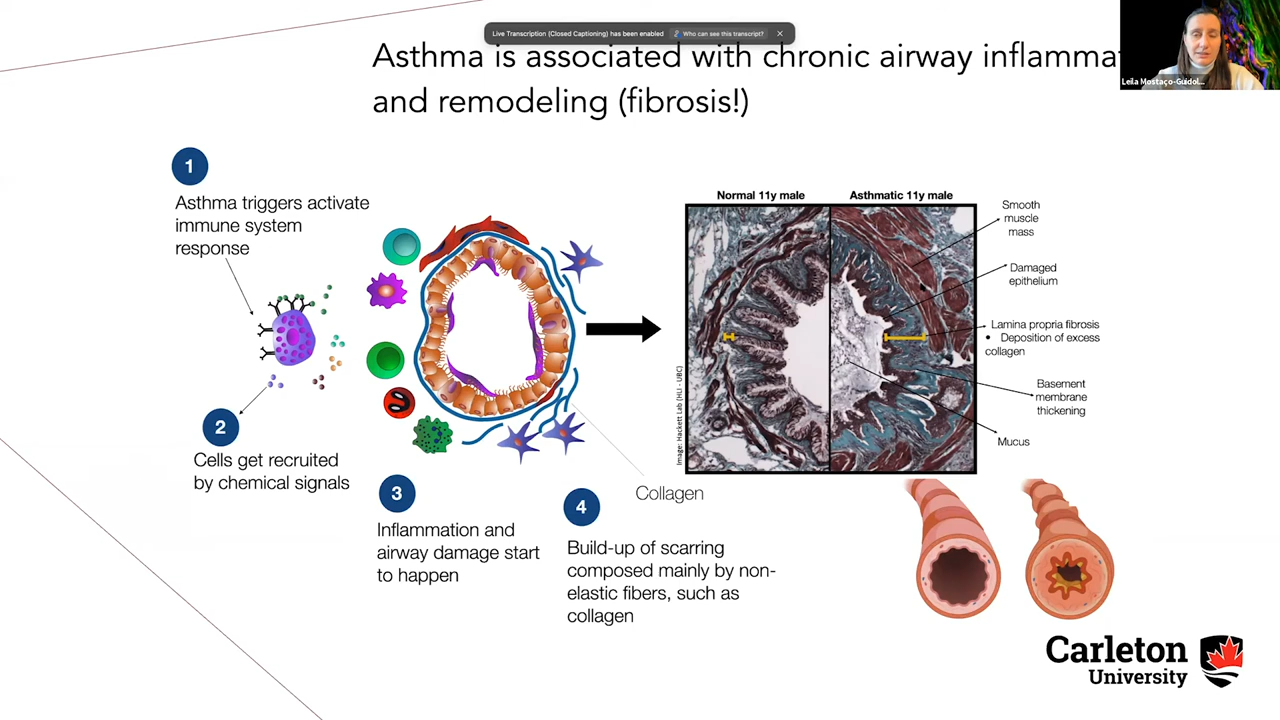 Live Transcription (Closed Captioning) has been enabled
Who can see this transcript?
Asthma is associated with chronic airway
and remodeling (fibrosis!)
Leila Mostaço-Guidol...
1
Asthma triggers activate
immune system
response
2
Cells get recruited
by chemical signals
3
Inflammation and
airway damage start
to happen
4
Build-up of scarring
composed mainly by non-
elastic fibers, such as
collagen
Collagen
Normal 11y male
Asthmatic 11y male
Image: Hackett Lab (HLI - UBC)
Smooth
muscle
mass
Damaged
epithelium
Lamina propria fibrosis
• Deposition of excess
collagen
Basement
membrane
thickening
Mucus
Carleton
University